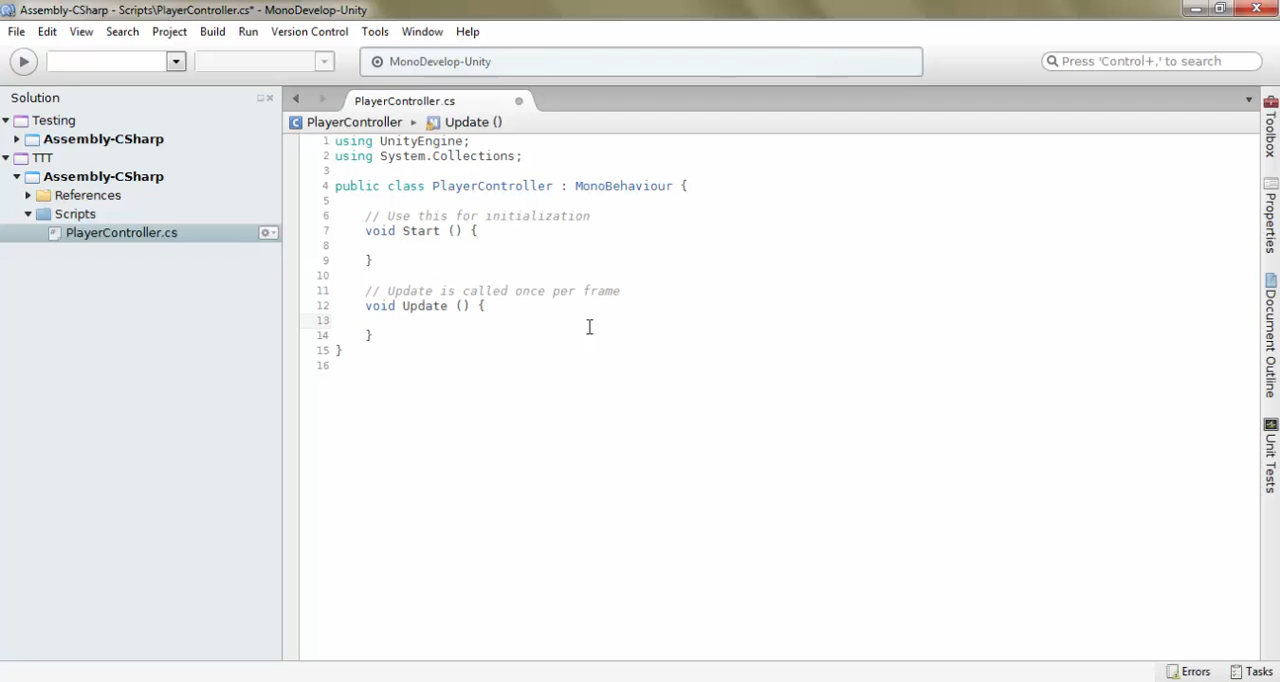 Assembly-CSharp - Scripts\PlayerController.cs* - MonoDevelop-Unity
File Edit View Search Project Build Run Version Control Tools Window Help
MonoDevelop-Unity
Press 'Control+,' to search
Solution
Testing
Assembly-CSharp
TTT
Assembly-CSharp
References
Scripts
PlayerController.cs
PlayerController.cs
PlayerController Update ()
1 using UnityEngine;
2 using System.Collections;
3
4 public class PlayerController : MonoBehaviour {
5
6 // Use this for initialization
7 void Start () {
8
9 }
10
11 // Update is called once per frame
12 void Update () {
13
14 }
15 }
16
Toolbox
Properties
Document Outline
Unit Tests
Errors Tasks